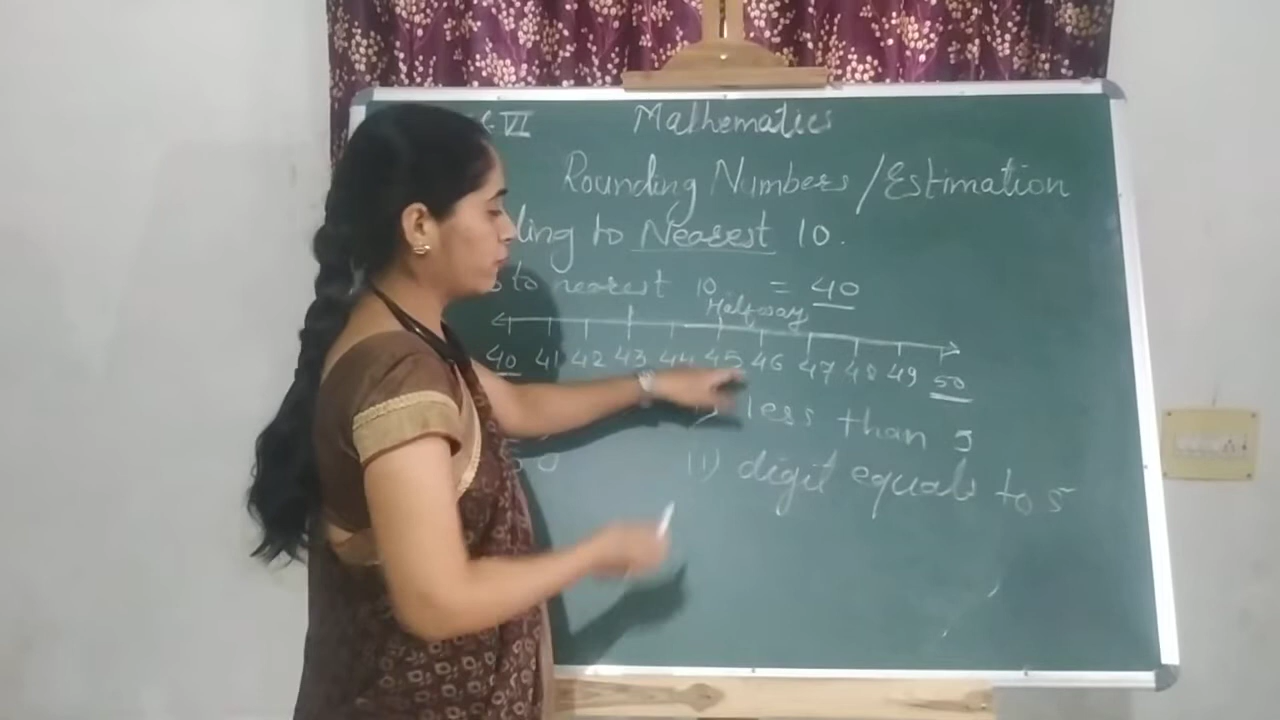 VI Mathematics
Rounding Numbers / Estimation
ding to Nearest 10.
to nearest 10 = 40
Halfway
40 41 42 43 44 45 46 47 48 49 50
less than 5
ii) digit equals to 5